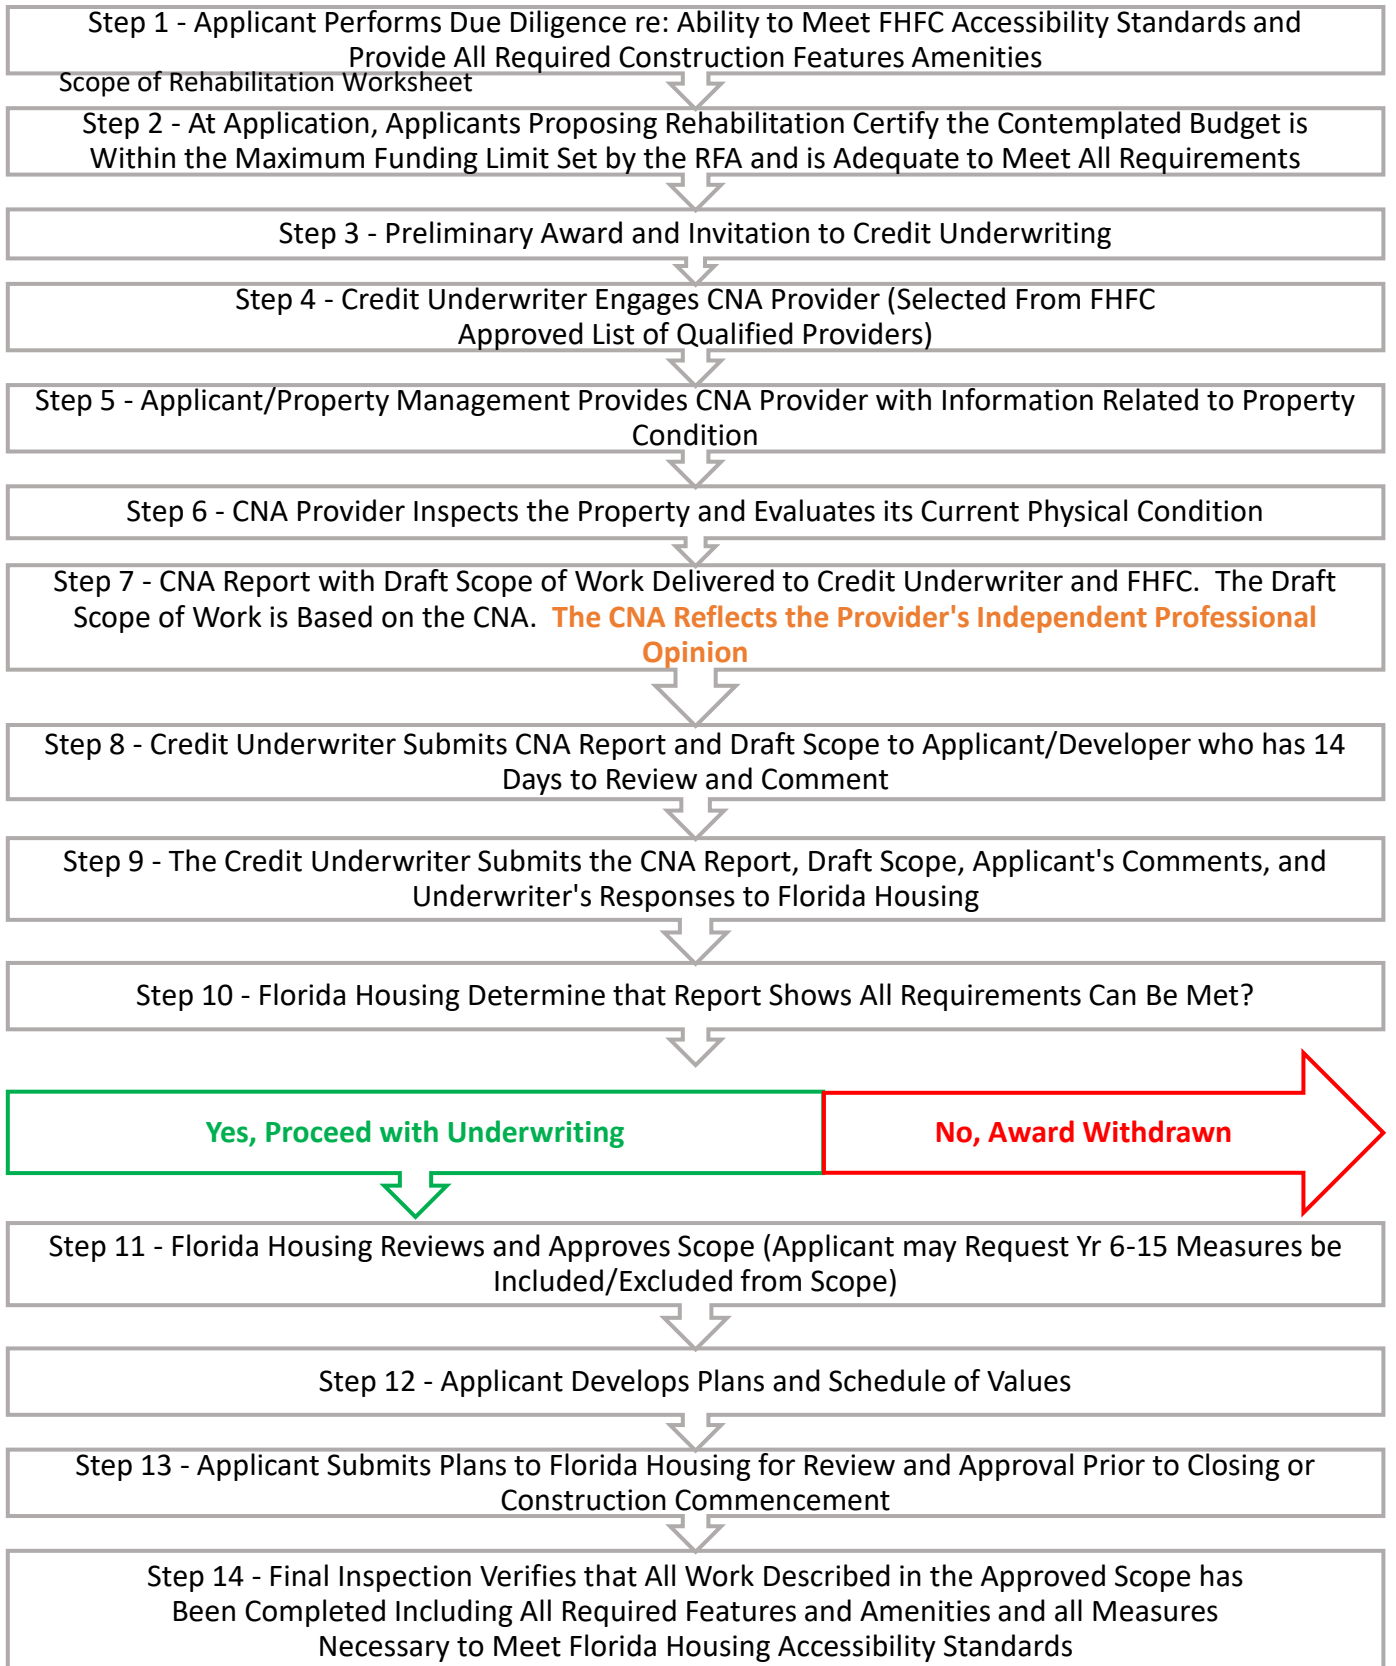 Step 1 - Applicant Performs Due Diligence re: Ability to Meet FHFC Accessibility Standards and
Provide All Required Construction Features Amenities
Scope of Rehabilitation Worksheet
Step 2 - At Application, Applicants Proposing Rehabilitation Certify the Contemplated Budget is
Within the Maximum Funding Limit Set by the RFA and is Adequate to Meet All Requirements
Step 3 - Preliminary Award and Invitation to Credit Underwriting
Step 4 - Credit Underwriter Engages CNA Provider (Selected From FHFC
Approved List of Qualified Providers)
Step 5 - Applicant/Property Management Provides CNA Provider with Information Related to Property
Condition
Step 6 - CNA Provider Inspects the Property and Evaluates its Current Physical Condition
Step 7 - CNA Report with Draft Scope of Work Delivered to Credit Underwriter and FHFC.  The Draft
Scope of Work is Based on the CNA.  The CNA Reflects the Provider's Independent Professional
Opinion
Step 8 - Credit Underwriter Submits CNA Report and Draft Scope to Applicant/Developer who has 14
Days to Review and Comment
Step 9 - The Credit Underwriter Submits the CNA Report, Draft Scope, Applicant's Comments, and
Underwriter's Responses to Florida Housing
Step 10 - Florida Housing Determine that Report Shows All Requirements Can Be Met?
Yes, Proceed with Underwriting
No, Award Withdrawn
Step 11 - Florida Housing Reviews and Approves Scope (Applicant may Request Yr 6-15 Measures be
Included/Excluded from Scope)
Step 12 - Applicant Develops Plans and Schedule of Values
Step 13 - Applicant Submits Plans to Florida Housing for Review and Approval Prior to Closing or
Construction Commencement
Step 14 - Final Inspection Verifies that All Work Described in the Approved Scope has
Been Completed Including All Required Features and Amenities and all Measures
Necessary to Meet Florida Housing Accessibility Standards